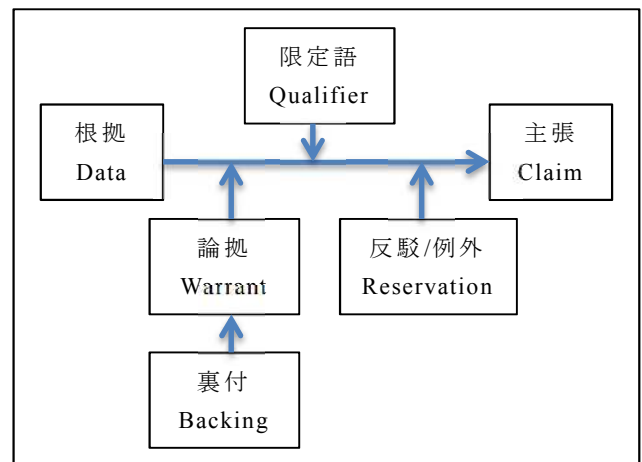 限定語
Qualifier
根拠
Data
主張
Claim
論拠
Warrant
反駁/例外
Reservation
裏付
Backing